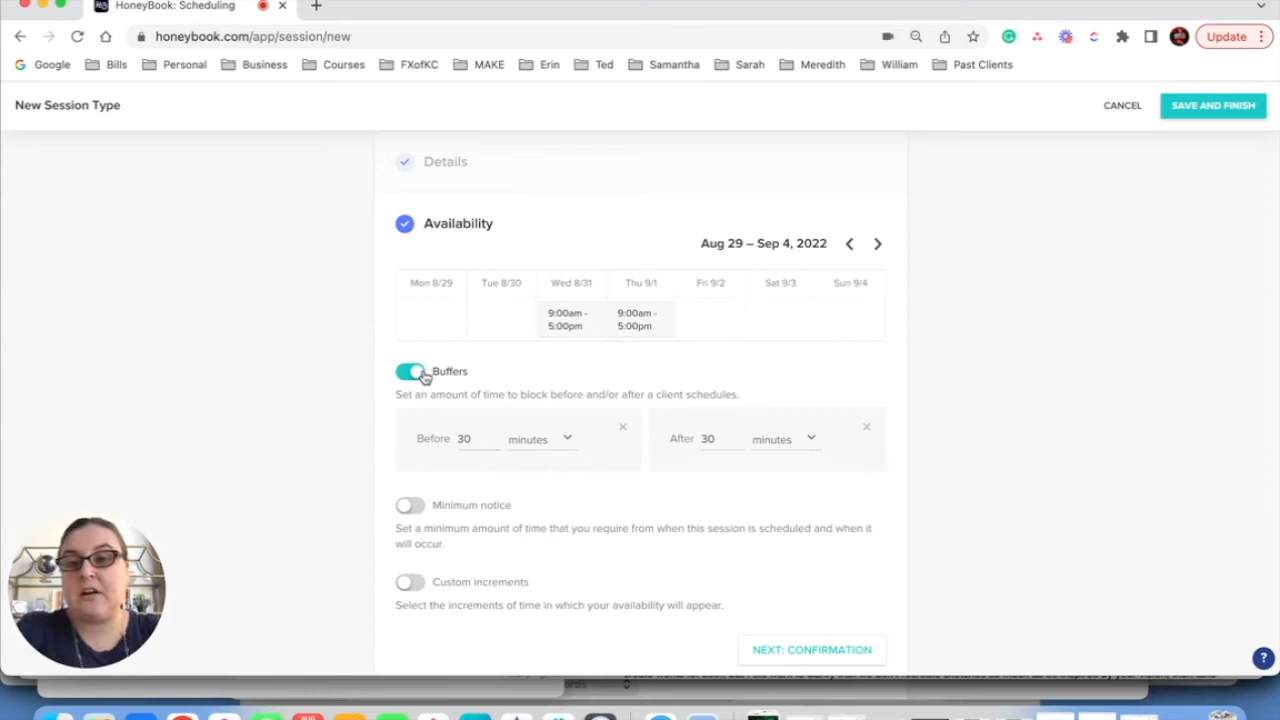 HoneyBook: Scheduling
honeybook.com/app/session/new
Update
Google Bills Personal Business Courses FXofKC MAKE Erin Ted Samantha Sarah Meredith William Past Clients
New Session Type
CANCEL
SAVE AND FINISH
Details
Availability
Aug 29 – Sep 4, 2022
Mon 8/29 Tue 8/30 Wed 8/31 Thu 9/1 Fri 9/2 Sat 9/3 Sun 9/4
9:00am - 9:00am -
5:00pm 5:00pm
Buffers
Set an amount of time to block before and/or after a client schedules.
Before 30 minutes After 30 minutes
Minimum notice
Set a minimum amount of time that you require from when this session is scheduled and when it
will occur.
Custom increments
Select the increments of time in which your availability will appear.
NEXT: CONFIRMATION
?